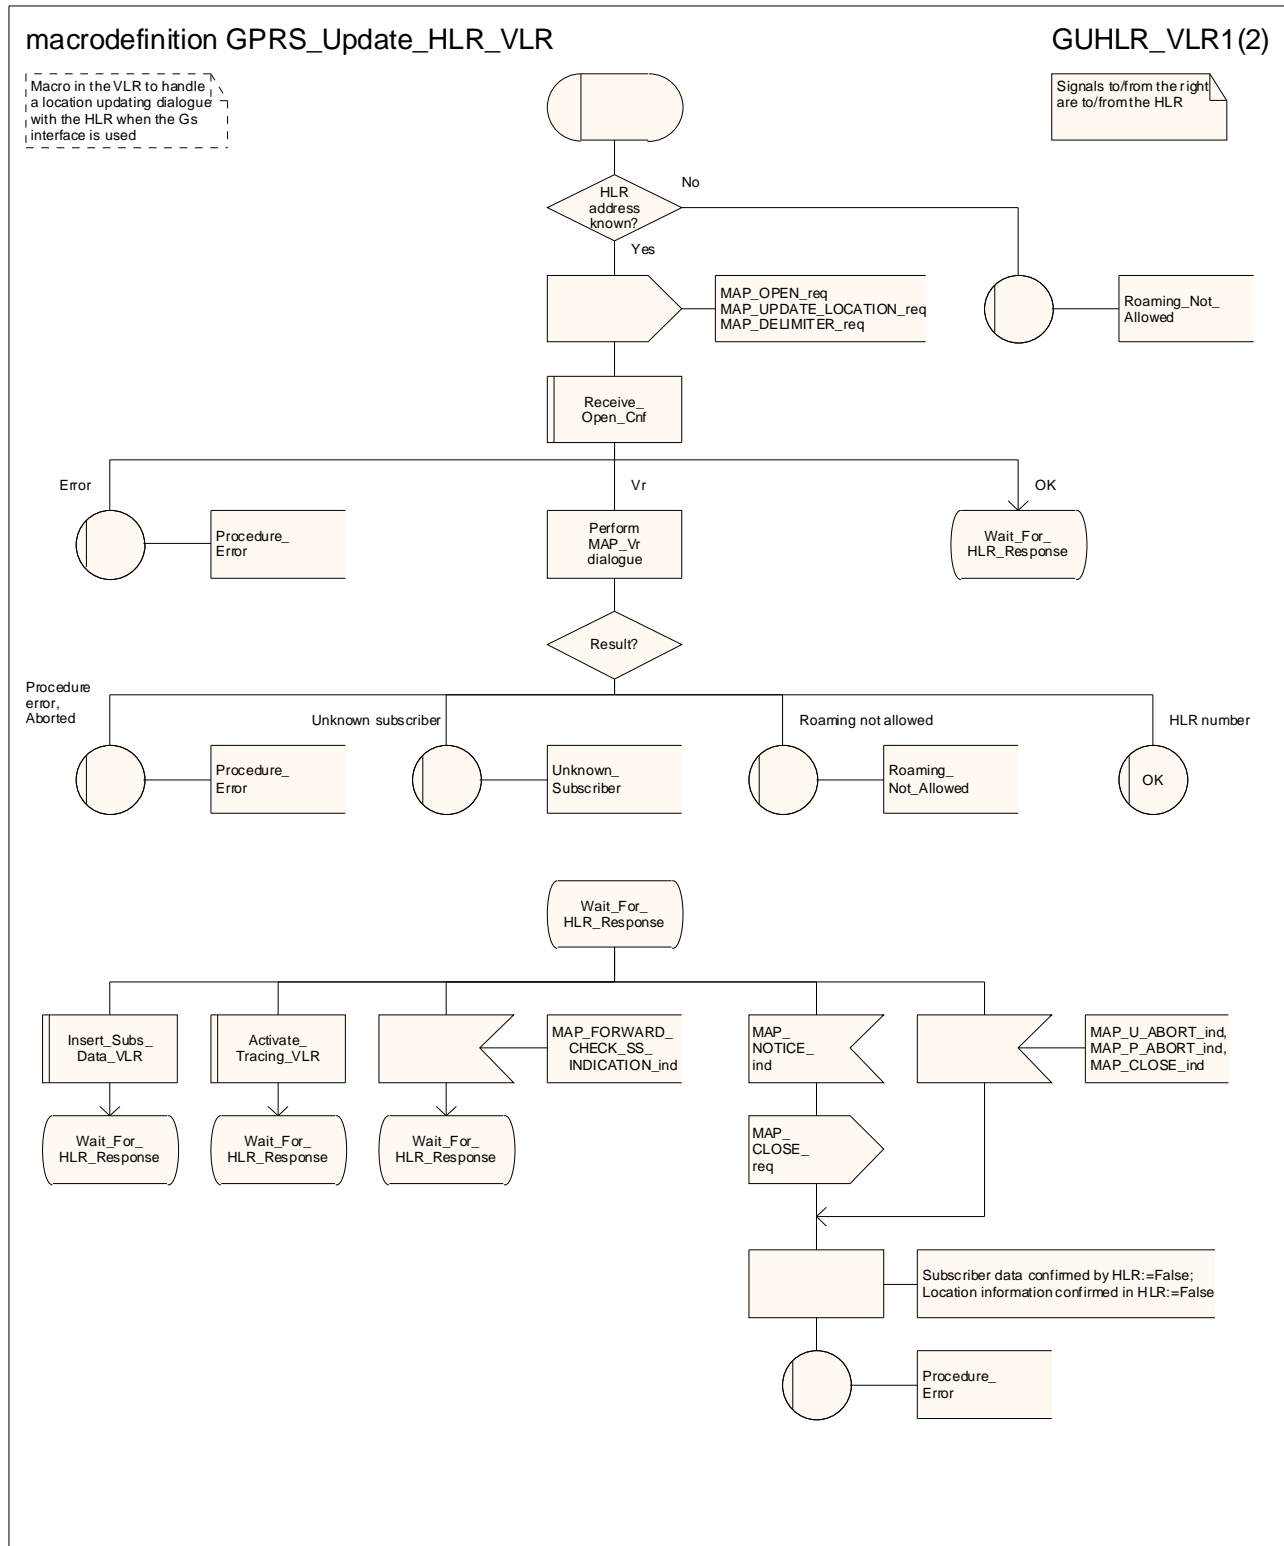 macrodefinition GPRS_Update_HLR_VLR
GUHLR_VLR1(2)
Macro in the VLR to handle
a location updating dialogue
with the HLR when the Gs
interface is used
Signals to/from the right
are to/from the HLR
HLR
address
known?
No
Yes
MAP_OPEN_req
MAP_UPDATE_LOCATION_req
MAP_DELIMITER_req
Roaming_Not_
Allowed
Receive_
Open_Cnf
Error
Vr
OK
Procedure_
Error
Perform
MAP_Vr
dialogue
Wait_For_
HLR_Response
Result?
Procedure
error,
Aborted
Unknown subscriber
Roaming not allowed
HLR number
Procedure_
Error
Unknown_
Subscriber
Roaming_
Not_Allowed
OK
Wait_For_
HLR_Response
Insert_Subs_
Data_VLR
Activate_
Tracing_VLR
MAP_FORWARD_
CHECK_SS_
INDICATION_ind
MAP_
NOTICE_
ind
MAP_U_ABORT_ind,
MAP_P_ABORT_ind,
MAP_CLOSE_ind
Wait_For_
HLR_Response
Wait_For_
HLR_Response
Wait_For_
HLR_Response
MAP_
CLOSE_
req
Subscriber data confirmed by HLR:=False;
Location information confirmed in HLR:=False
Procedure_
Error